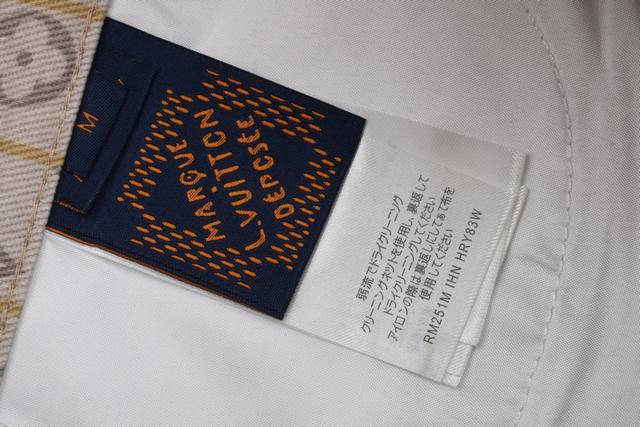 M
MARQUE
L.VUITTON
DEPOSÉE
弱流でドライクリーニング
クリーニングネットを使用し、裏返して
ドライクリーニングしてください
アイロンの際は裏返しにしてあて布を
使用してください
RM251M IHN HRY83W